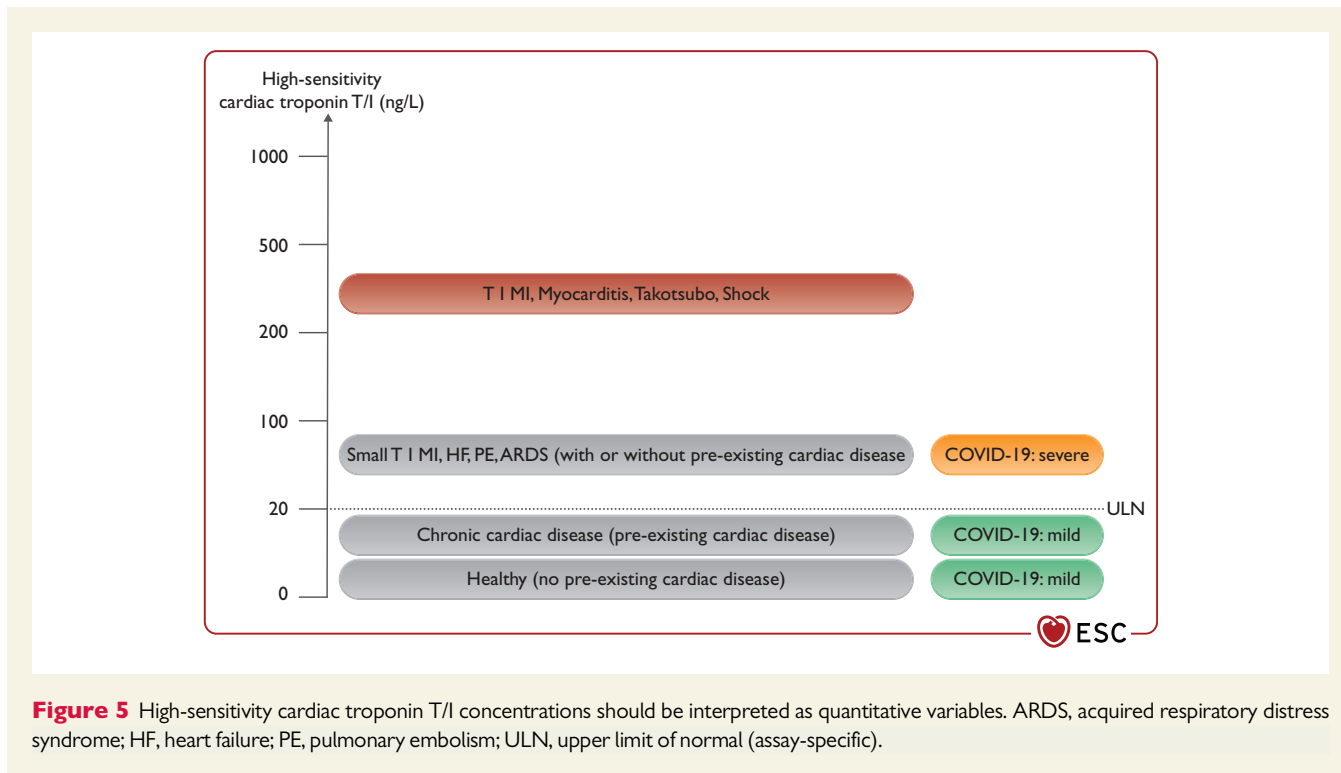 High-sensitivity
cardiac troponin T/I (ng/L)
1000
500
T 1 MI, Myocarditis, Takotsubo, Shock
200
100
Small T 1 MI, HF, PE, ARDS (with or without pre-existing cardiac disease
COVID-19: severe
20
ULN
Chronic cardiac disease (pre-existing cardiac disease)
COVID-19: mild
Healthy (no pre-existing cardiac disease)
COVID-19: mild
0
ESC
Figure 5 High-sensitivity cardiac troponin T/I concentrations should be interpreted as quantitative variables. ARDS, acquired respiratory distress
syndrome; HF, heart failure; PE, pulmonary embolism; ULN, upper limit of normal (assay-specific).